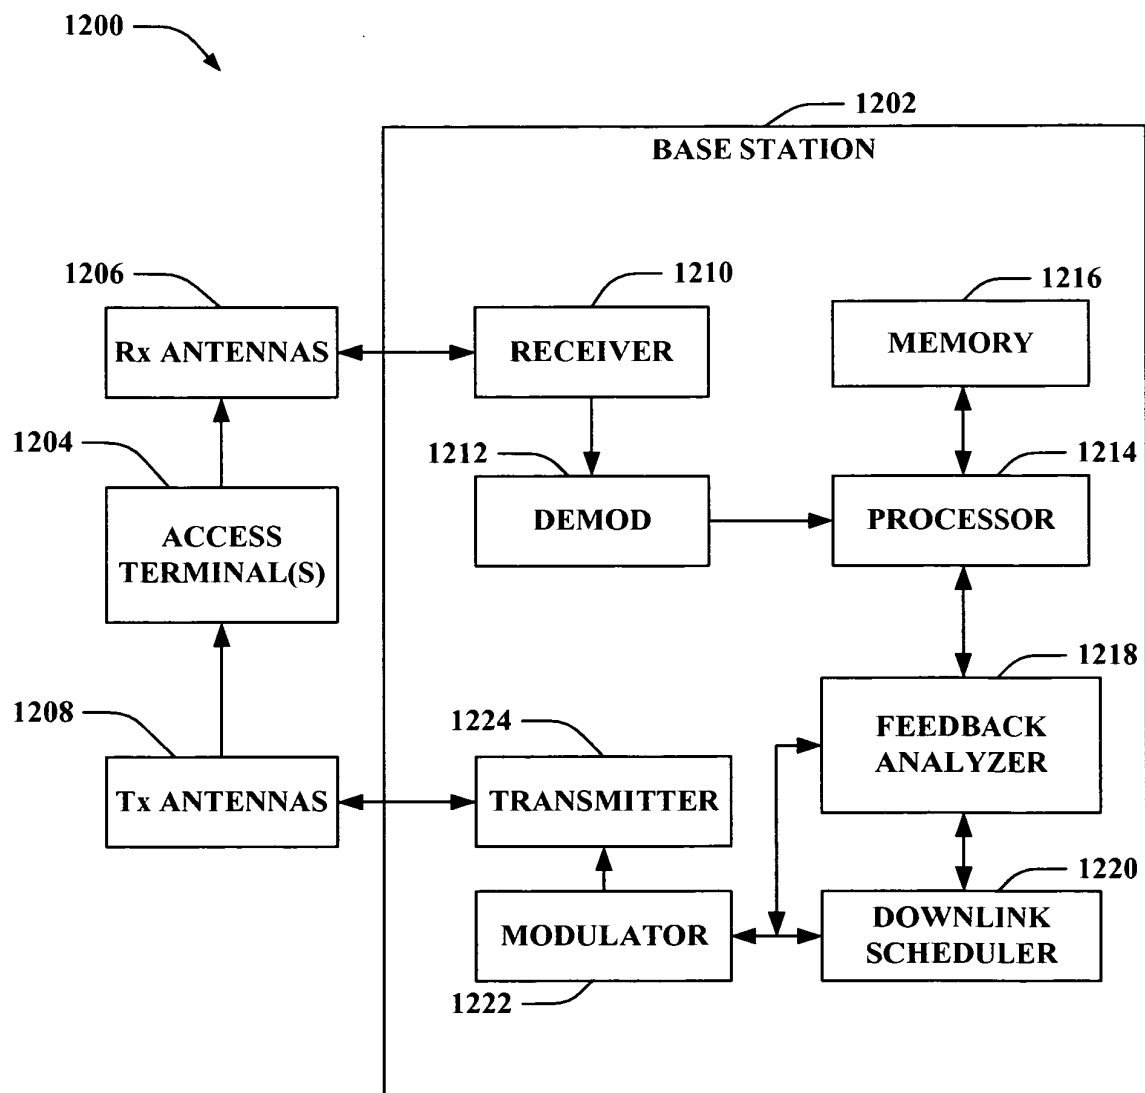 1200
1202
BASE STATION
1206
1210
1216
Rx ANTENNAS
RECEIVER
MEMORY
1204
1212
1214
ACCESS
TERMINAL(S)
DEMOD
PROCESSOR
1218
1208
1224
FEEDBACK
ANALYZER
Tx ANTENNAS
TRANSMITTER
1220
MODULATOR
DOWNLINK
SCHEDULER
1222